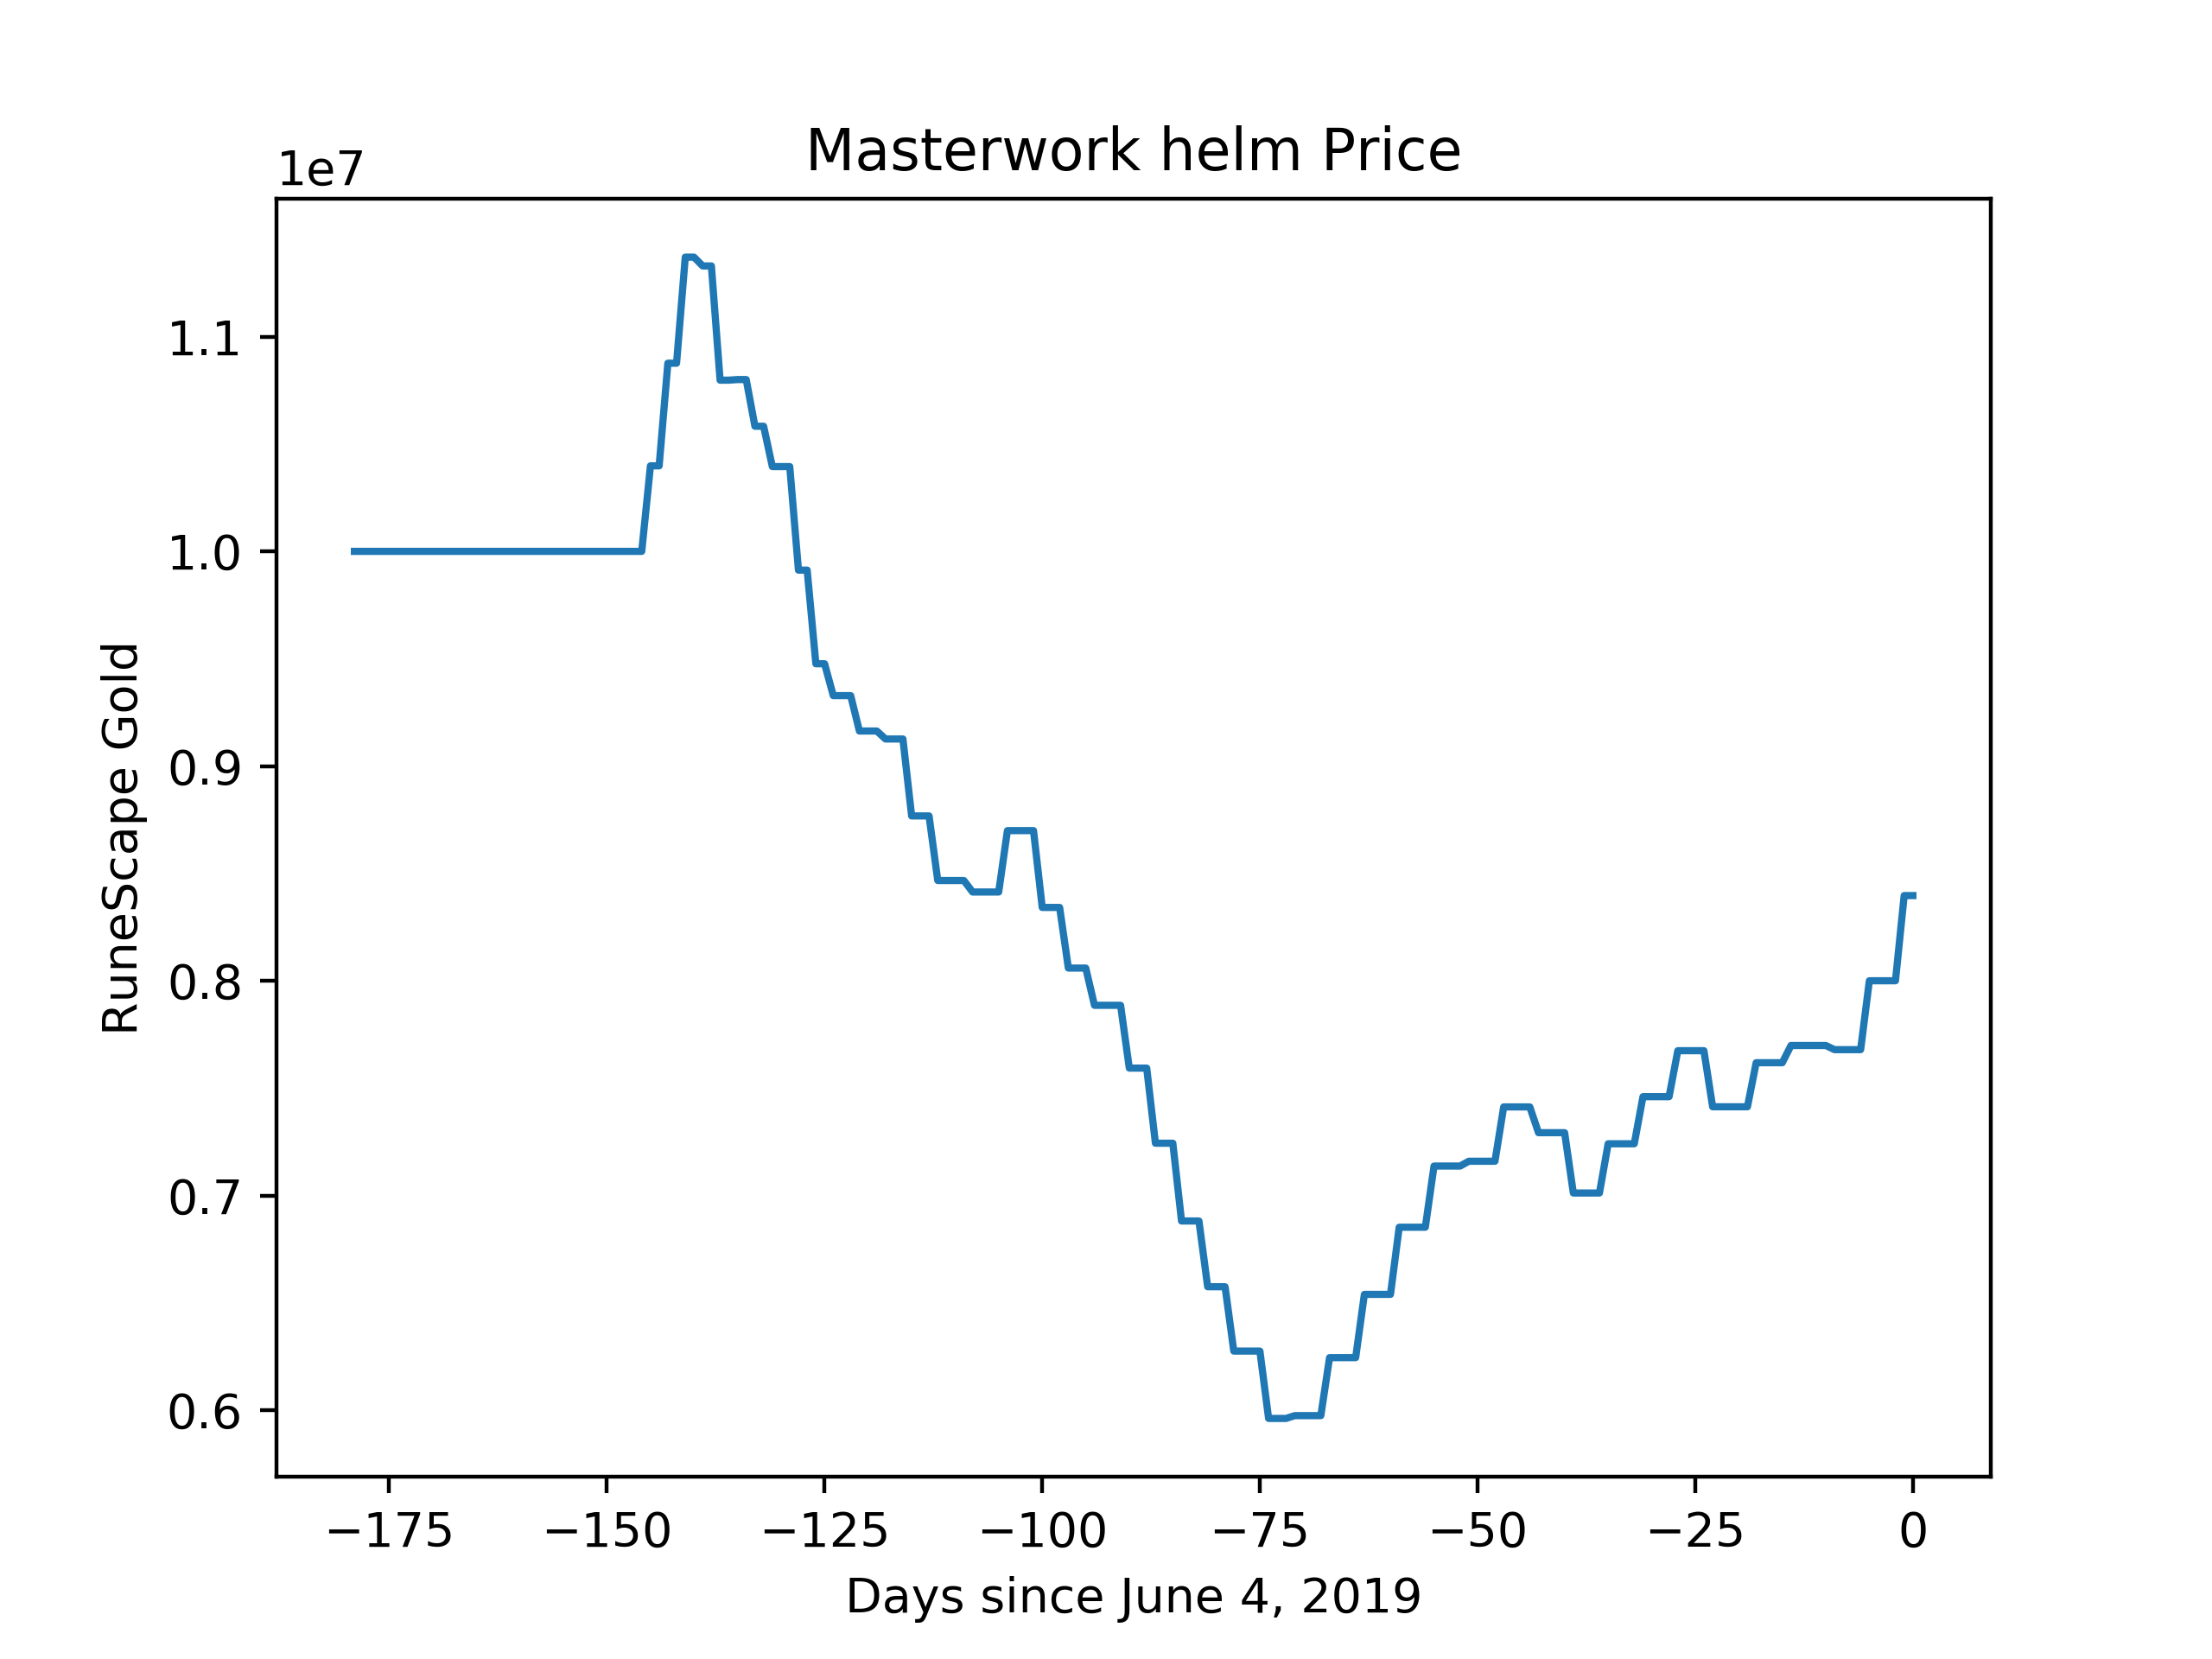 Masterwork helm Price
1e7
1.1
1.0
0.9
0.8
0.7
0.6
RuneScape Gold
−175 −150 −125 −100 −75 −50 −25 0
Days since June 4, 2019